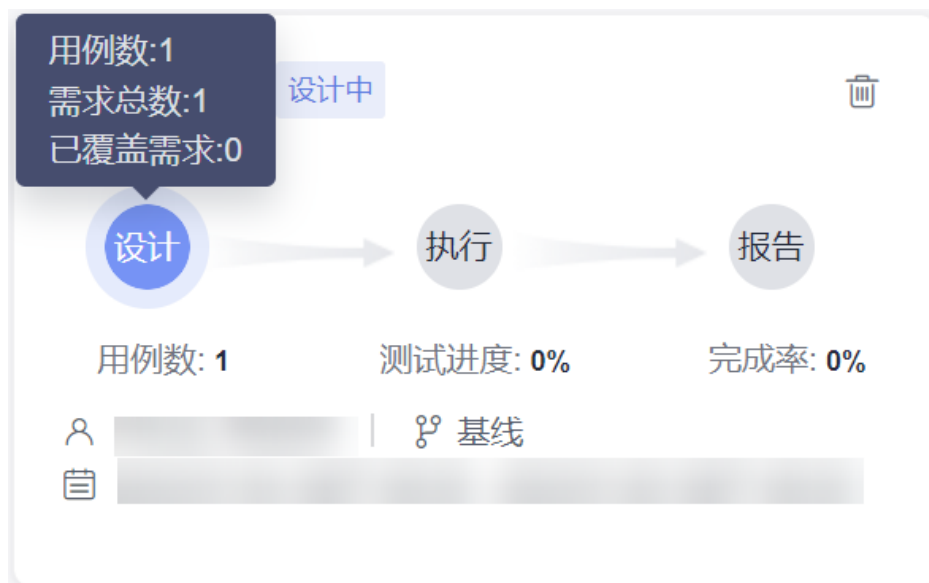 用例数:1
需求总数:1
已覆盖需求:0
设计中
设计
执行
报告
用例数: 1
测试进度: 0%
完成率: 0%
基线